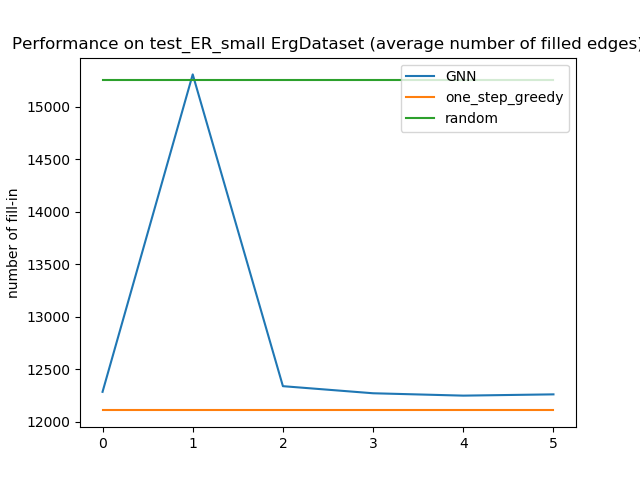 Performance on test_ER_small ErgDataset (average number of filled edges)
GNN
one_step_greedy
random
number of fill-in
15000
14500
14000
13500
13000
12500
12000
0 1 2 3 4 5